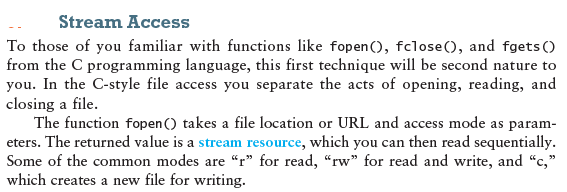 Stream Access
To those of you familiar with functions like fopen(), fclose(), and fgets()
from the C programming language, this first technique will be second nature to
you. In the C-style file access you separate the acts of opening, reading, and
closing a file.
The function fopen() takes a file location or URL and access mode as param-
eters. The returned value is a stream resource, which you can then read sequentially.
Some of the common modes are “r” for read, “rw” for read and write, and “c,”
which creates a new file for writing.